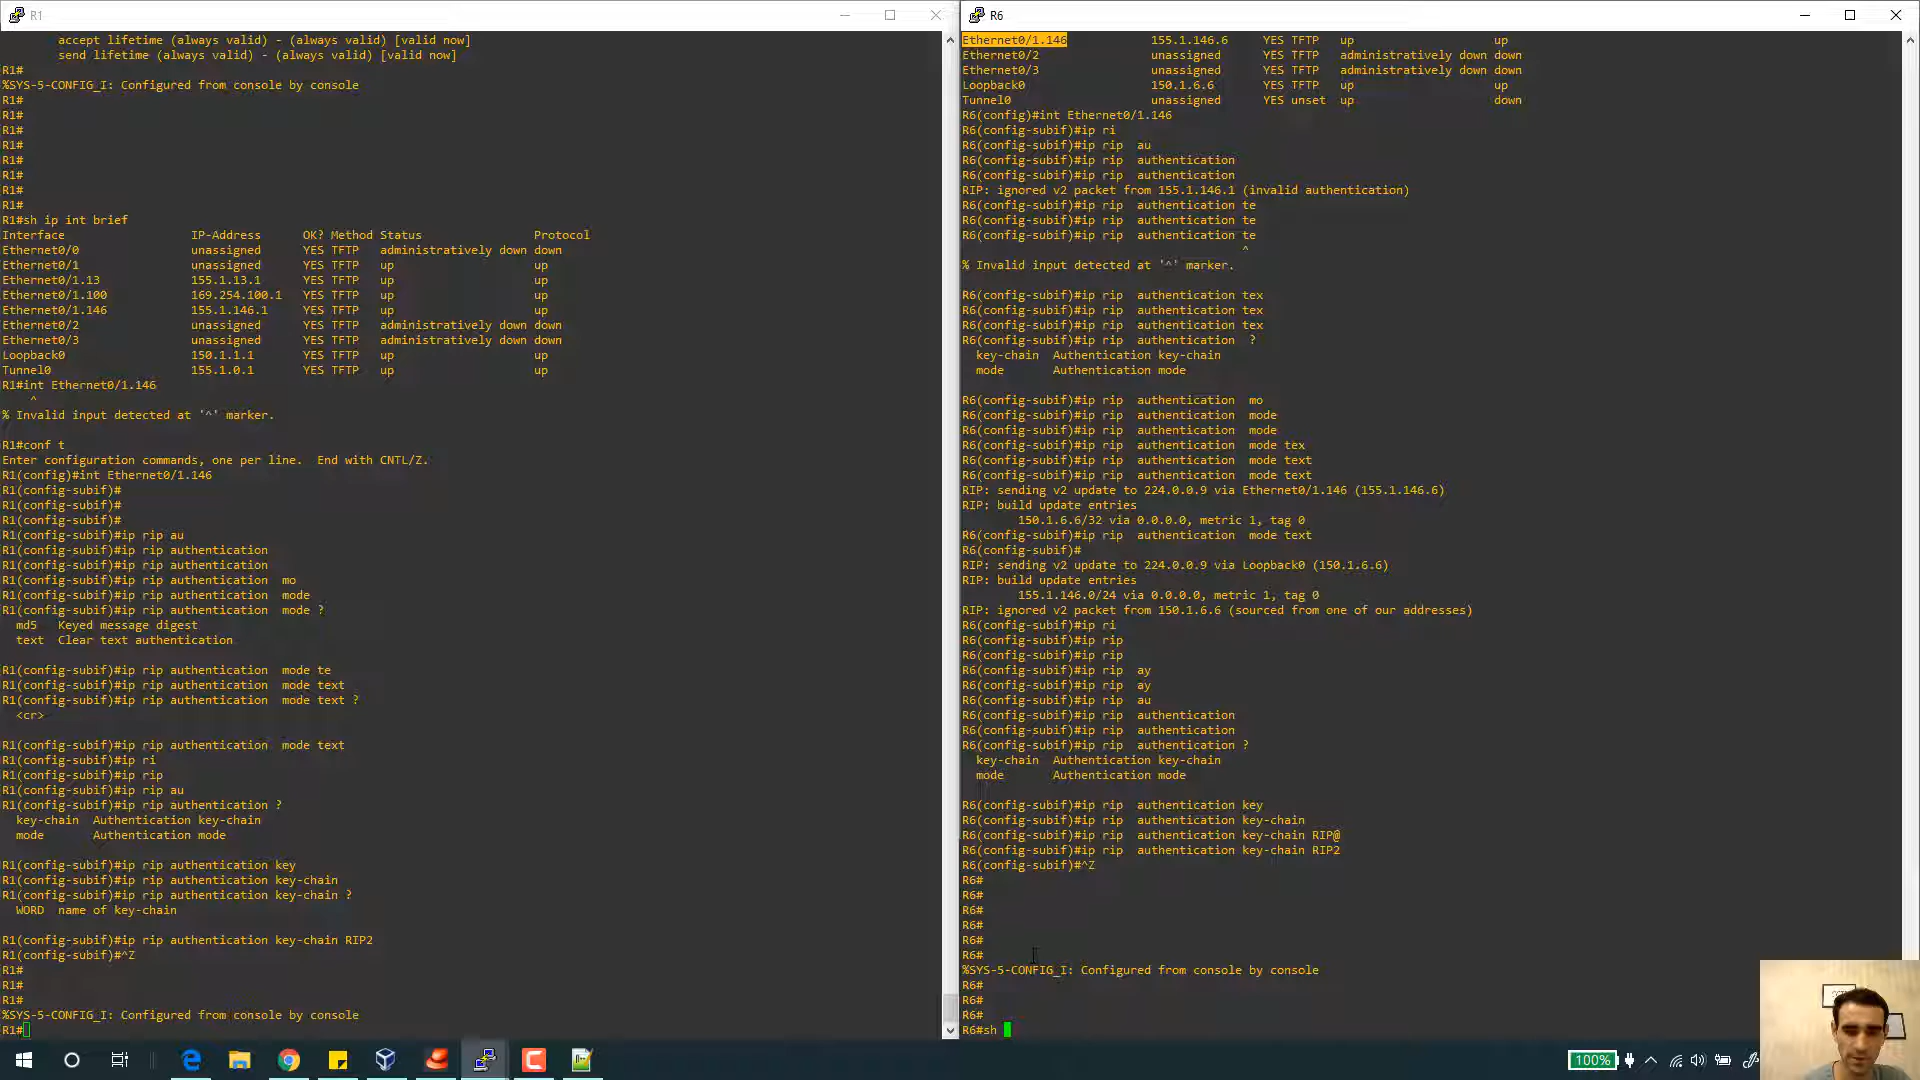 R1
accept lifetime (always valid) - (always valid) [valid now]
send lifetime (always valid) - (always valid) [valid now]
R1#
%SYS-5-CONFIG_I: Configured from console by console
R1#
R1#
R1#
R1#
R1#
R1#
R1#
R1#
R1#sh ip int brief
Interface IP-Address OK? Method Status Protocol
Ethernet0/0 unassigned YES TFTP administratively down down
Ethernet0/1 unassigned YES TFTP up up
Ethernet0/1.13 155.1.13.1 YES TFTP up up
Ethernet0/1.100 169.254.100.1 YES TFTP up up
Ethernet0/1.146 155.1.146.1 YES TFTP up up
Ethernet0/2 unassigned YES TFTP administratively down down
Ethernet0/3 unassigned YES TFTP administratively down down
Loopback0 150.1.1.1 YES TFTP up up
Tunnel0 155.1.0.1 YES TFTP up up
R1#int Ethernet0/1.146
^
% Invalid input detected at '^' marker.
R1#conf t
Enter configuration commands, one per line. End with CNTL/Z.
R1(config)#int Ethernet0/1.146
R1(config-subif)#
R1(config-subif)#
R1(config-subif)#
R1(config-subif)#ip rip au
R1(config-subif)#ip rip authentication
R1(config-subif)#ip rip authentication
R1(config-subif)#ip rip authentication mo
R1(config-subif)#ip rip authentication mode
R1(config-subif)#ip rip authentication mode ?
md5 Keyed message digest
text Clear text authentication
R1(config-subif)#ip rip authentication mode te
R1(config-subif)#ip rip authentication mode text
R1(config-subif)#ip rip authentication mode text ?
<cr>
R1(config-subif)#ip rip authentication mode text
R1(config-subif)#ip ri
R1(config-subif)#ip rip
R1(config-subif)#ip rip au
R1(config-subif)#ip rip authentication ?
key-chain Authentication key-chain
mode Authentication mode
R1(config-subif)#ip rip authentication key
R1(config-subif)#ip rip authentication key-chain
R1(config-subif)#ip rip authentication key-chain ?
WORD name of key-chain
R1(config-subif)#ip rip authentication key-chain RIP2
R1(config-subif)#^Z
R1#
R1#
R1#
%SYS-5-CONFIG_I: Configured from console by console
R1#
R6
Ethernet0/1.146 155.1.146.6 YES TFTP up up
Ethernet0/2 unassigned YES TFTP administratively down down
Ethernet0/3 unassigned YES TFTP administratively down down
Loopback0 150.1.6.6 YES TFTP up up
Tunnel0 unassigned YES unset up down
R6(config)#int Ethernet0/1.146
R6(config-subif)#ip ri
R6(config-subif)#ip rip au
R6(config-subif)#ip rip authentication
R6(config-subif)#ip rip authentication
RIP: ignored v2 packet from 155.1.146.1 (invalid authentication)
R6(config-subif)#ip rip authentication te
R6(config-subif)#ip rip authentication te
R6(config-subif)#ip rip authentication te
^
% Invalid input detected at '^' marker.
R6(config-subif)#ip rip authentication tex
R6(config-subif)#ip rip authentication tex
R6(config-subif)#ip rip authentication tex
R6(config-subif)#ip rip authentication ?
key-chain Authentication key-chain
mode Authentication mode
R6(config-subif)#ip rip authentication mo
R6(config-subif)#ip rip authentication mode
R6(config-subif)#ip rip authentication mode
R6(config-subif)#ip rip authentication mode tex
R6(config-subif)#ip rip authentication mode text
R6(config-subif)#ip rip authentication mode text
RIP: sending v2 update to 224.0.0.9 via Ethernet0/1.146 (155.1.146.6)
RIP: build update entries
150.1.6.6/32 via 0.0.0.0, metric 1, tag 0
R6(config-subif)#ip rip authentication mode text
R6(config-subif)#
RIP: sending v2 update to 224.0.0.9 via Loopback0 (150.1.6.6)
RIP: build update entries
155.1.146.0/24 via 0.0.0.0, metric 1, tag 0
RIP: ignored v2 packet from 150.1.6.6 (sourced from one of our addresses)
R6(config-subif)#ip ri
R6(config-subif)#ip rip
R6(config-subif)#ip rip
R6(config-subif)#ip rip ay
R6(config-subif)#ip rip ay
R6(config-subif)#ip rip au
R6(config-subif)#ip rip authentication
R6(config-subif)#ip rip authentication
R6(config-subif)#ip rip authentication ?
key-chain Authentication key-chain
mode Authentication mode
R6(config-subif)#ip rip authentication key
R6(config-subif)#ip rip authentication key-chain
R6(config-subif)#ip rip authentication key-chain RIP@
R6(config-subif)#ip rip authentication key-chain RIP2
R6(config-subif)#^Z
R6#
R6#
R6#
R6#
R6#
R6#
%SYS-5-CONFIG_I: Configured from console by console
R6#
R6#
R6#
R6#sh
100%